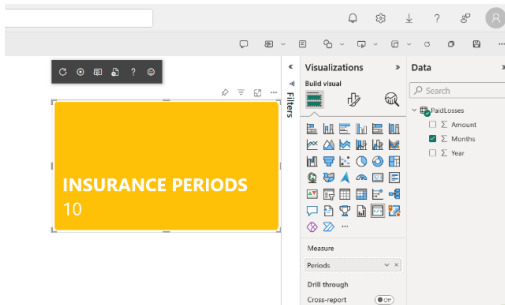 Visualizations
Data
Build visual
Search
Filters
PaidLosses
Amount
Months
Year
INSURANCE PERIODS
10
Measure
Periods
Drill through
Cross-report
Off